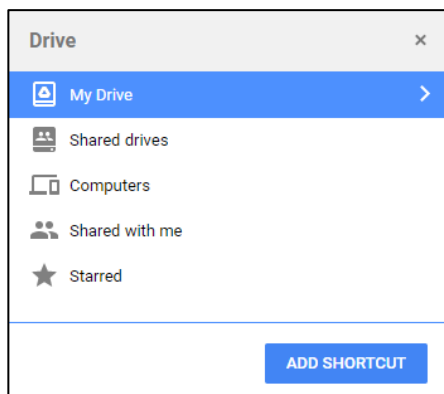 Drive
My Drive
Shared drives
Computers
Shared with me
Starred
ADD SHORTCUT